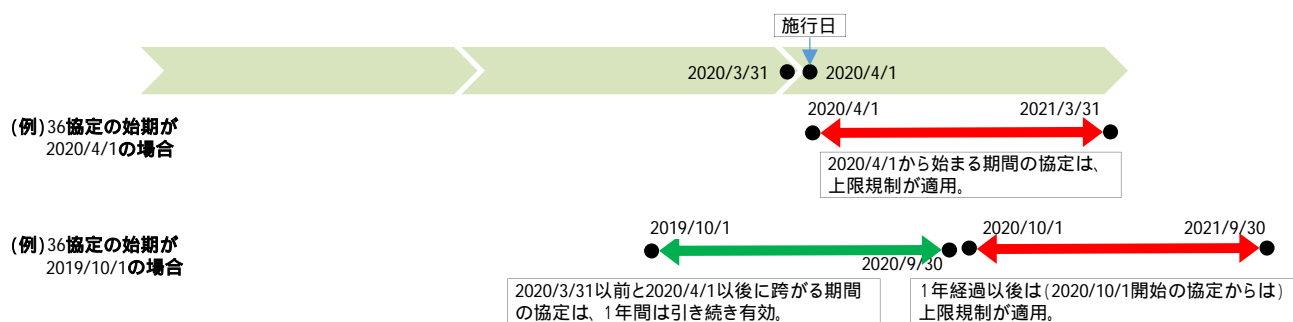 施行日
2020/3/31
2020/4/1
(例)36協定の始期が
2020/4/1の場合
2020/4/1
2021/3/31
2020/4/1から始まる期間の協定は、
上限規制が適用。
(例)36協定の始期が
2019/10/1の場合
2019/10/1
2020/9/30
2020/10/1
2021/9/30
2020/3/31以前と2020/4/1以後に跨がる期間
の協定は、1年間は引き続き有効。
1年経過以後は(2020/10/1開始の協定からは)
上限規制が適用。